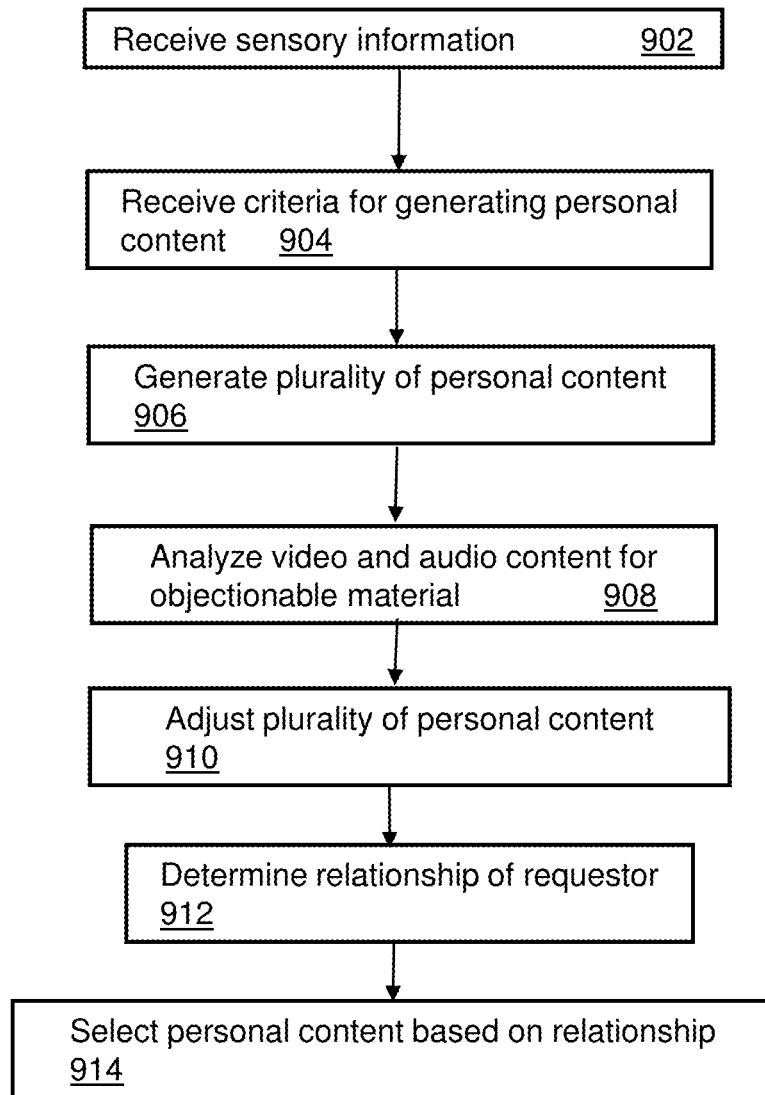 Receive sensory information 902
Receive criteria for generating personal
content 904
Generate plurality of personal content
906
Analyze video and audio content for
objectionable material 908
Adjust plurality of personal content
910
Determine relationship of requestor
912
Select personal content based on relationship
914